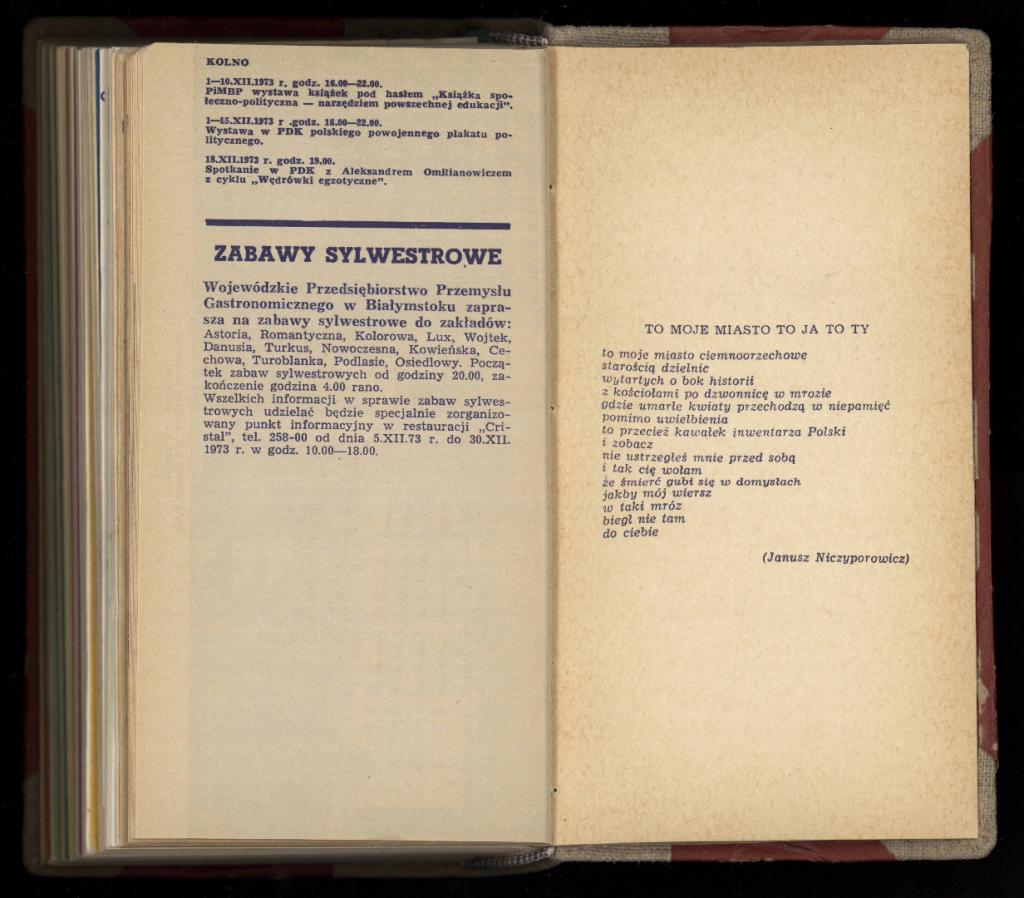 KOLNO
1—10.XII.1973 r. godz. 16.00—22.00.
PiMBP wystawa książek pod hasłem „Książka spo-
łeczno-polityczna — narzędziem powszechnej edukacji”.
1—15.XII.1973 r .godz. 16.00—22.00.
Wystawa w PDK polskiego powojennego plakatu po-
litycznego.
18.XII.1973 r. godz. 19.00.
Spotkanie w PDK z Aleksandrem Omilianowiczem
z cyklu „Wędrówki egzotyczne”.
ZABAWY SYLWESTROWE
Wojewódzkie Przedsiębiorstwo Przemysłu
Gastronomicznego w Białymstoku zapra-
sza na zabawy sylwestrowe do zakładów:
Astoria, Romantyczna, Kolorowa, Lux, Wojtek,
Danusia, Turkus, Nowoczesna, Kowieńska, Ce-
chowa, Turoblanka, Podlasie, Osiedlowy. Począ-
tek zabaw sylwestrowych od godziny 20.00, za-
kończenie godzina 4.00 rano.
Wszelkich informacji w sprawie zabaw sylwes-
trowych udzielać będzie specjalnie zorganizo-
wany punkt informacyjny w restauracji „Cri-
stal”, tel. 258-00 od dnia 5.XII.73 r. do 30.XII.
1973 r. w godz. 10.00—18.00.
TO MOJE MIASTO TO JA TO TY
to moje miasto ciemnoorzechowe
starością dzielnic
wytartych o bok historii
z kościołami po dzwonnicę w mrozie
gdzie umarłe kwiaty przechodzą w niepamięć
pomimo uwielbienia
to przecież kawałek inwentarza Polski
i zobacz
nie ustrzegłeś mnie przed sobą
i tak cię wołam
że śmierć gubi się w domysłach
jakby mój wiersz
w taki mróz
biegł nie tam
do ciebie
(Janusz Niczyporowicz)